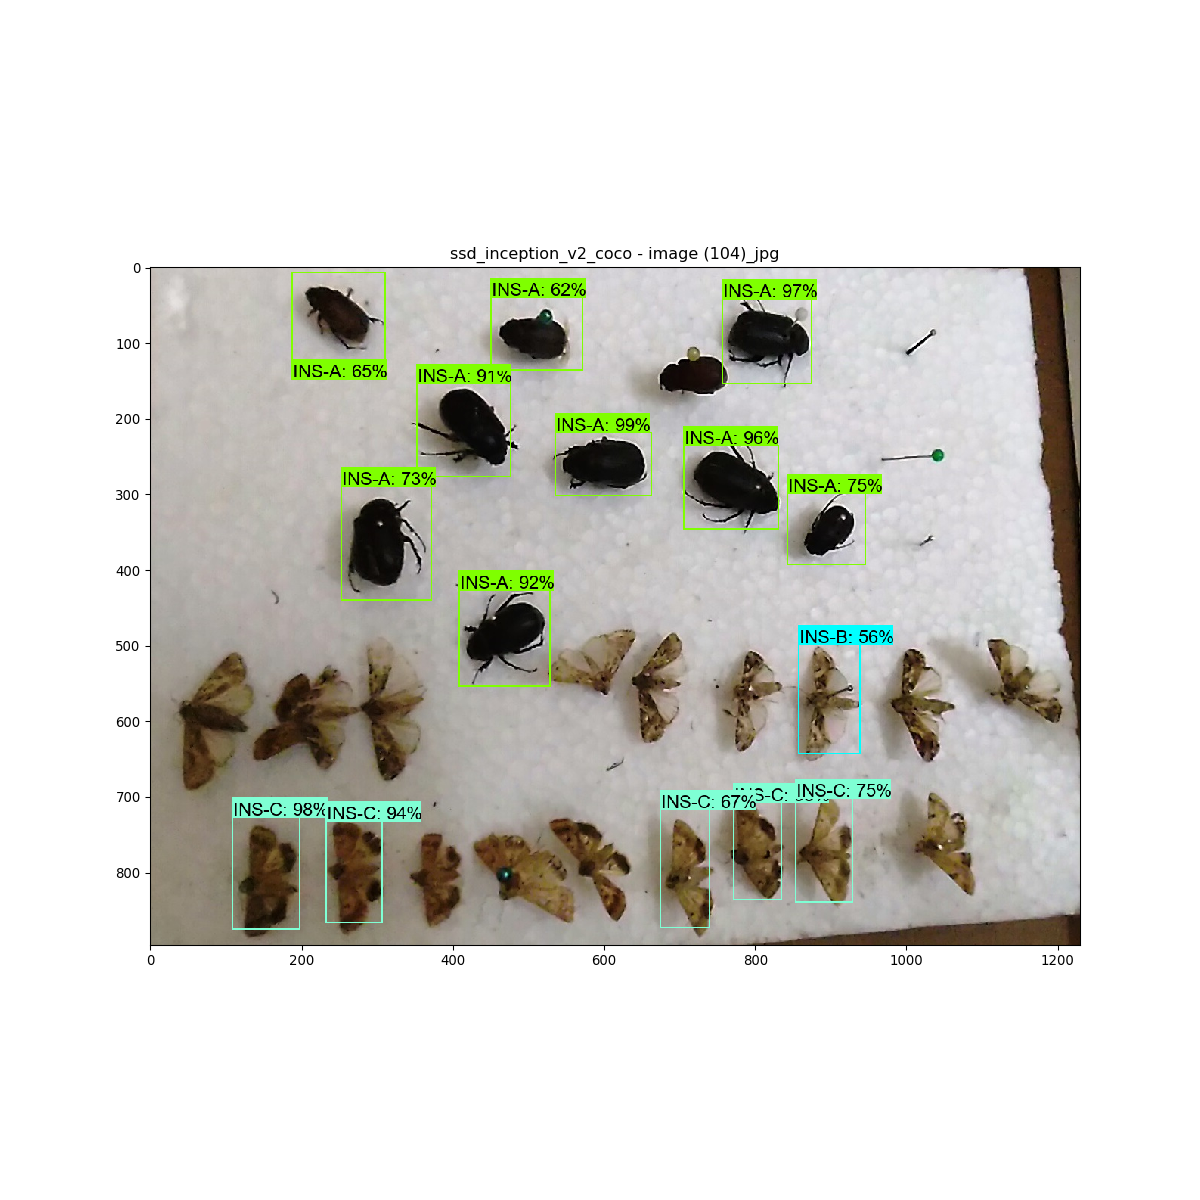 ssd_inception_v2_coco - image (104)_jpg
0
100
200
300
400
500
600
700
800
INS-A: 65%
INS-A: 62%
INS-A: 97%
INS-A: 91%
INS-A: 99%
INS-A: 96%
INS-A: 73%
INS-A: 75%
INS-A: 92%
INS-B: 56%
INS-C: 98%
INS-C: 94%
INS-C: 67%
INS-C: 75%
0 200 400 600 800 1000 1200